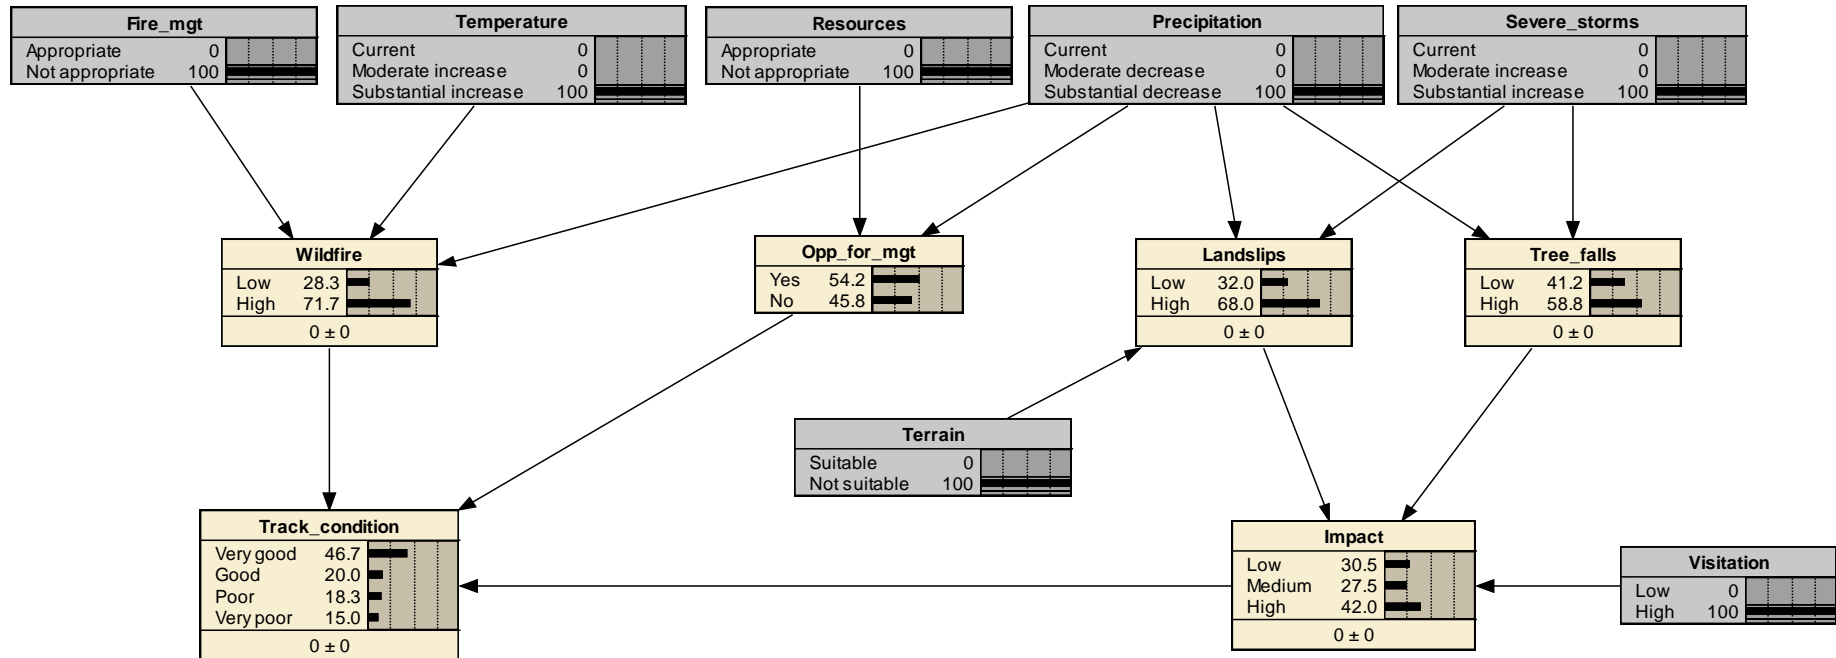 Fire_mgt
Appropriate 0
Not appropriate 100
Temperature
Current 0
Moderate increase 0
Substantial increase 100
Resources
Appropriate 0
Not appropriate 100
Precipitation
Current 0
Moderate decrease 0
Substantial decrease 100
Severe_storms
Current 0
Moderate increase 0
Substantial increase 100
Wildfire
Low 28.3
High 71.7
0 ± 0
Opp_for_mgt
Yes 54.2
No 45.8
Landslips
Low 32.0
High 68.0
0 ± 0
Tree_falls
Low 41.2
High 58.8
0 ± 0
Terrain
Suitable 0
Not suitable 100
Track_condition
Very good 46.7
Good 20.0
Poor 18.3
Very poor 15.0
0 ± 0
Impact
Low 30.5
Medium 27.5
High 42.0
0 ± 0
Visitation
Low 0
High 100